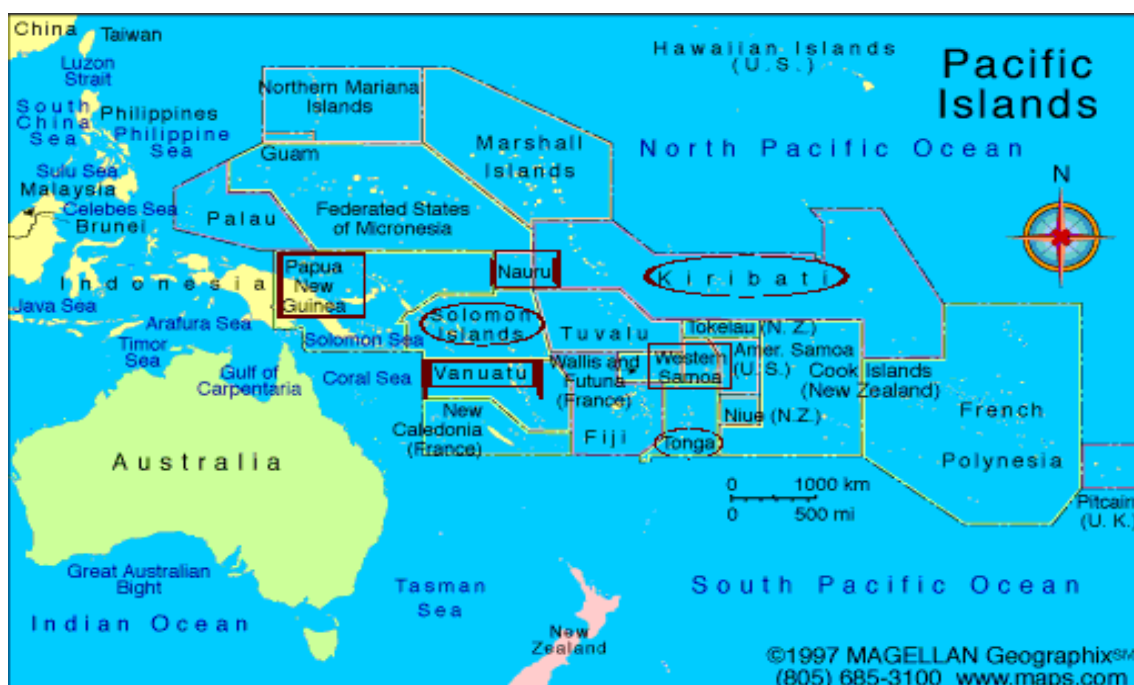 China
Taiwan
Luzon
Strait
South
China
Sea
Philippines
Philippine
Sea
Sulu Sea
Malaysia
Celebes Sea
Brunei
Northern Mariana
Islands
Guam
Palau
Federated States
of Micronesia
Marshall
Islands
Hawaiian Islands
(U.S.)
Pacific
Islands
North Pacific Ocean
N
Indonesia
Papua
New
Guinea
Nauru
Kiribati
Java Sea
Arafura Sea
Timor
Sea
Solomon Sea
Solomon
Islands
Tuvalu
Tokelau (N.Z.)
Gulf of
Carpentaria
Coral Sea
Vanuatu
Wallis and
Futuna
(France)
Western
Samoa
Amer. Samoa
(U.S.)
Cook Islands
(New Zealand)
New
Caledonia
(France)
Fiji
Tonga
Niue (N.Z.)
French
Polynesia
Australia
0 1000 km
0 500 mi
Pitcairn
(U.K.)
Great Australian
Bight
Indian Ocean
Tasman
Sea
New
Zealand
South Pacific Ocean
©1997 MAGELLAN Geographix℠
(805) 685-3100 www.maps.com